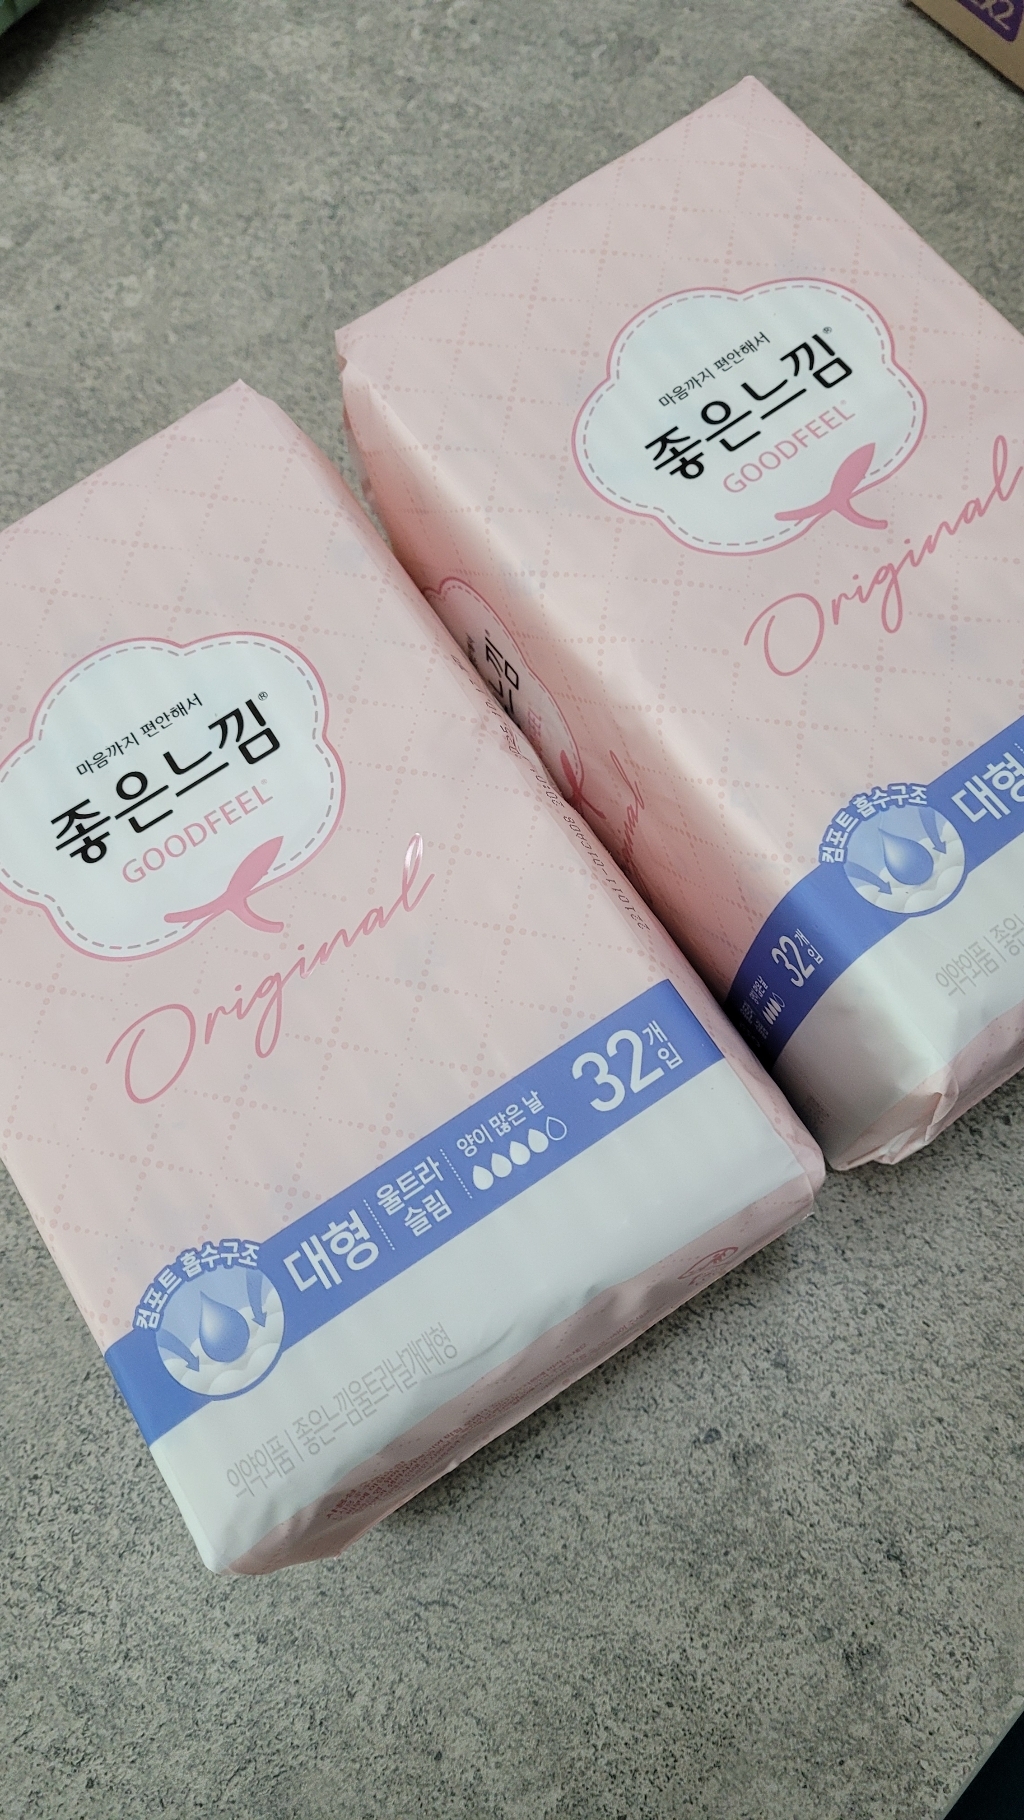 마음까지 편안해서
좋은느낌®
GOODFEEL
Original
컴포트 흡수구조
대형
울트라
슬림
양이 많은 날
32개입
의약외품 | 좋은느낌울트라날개대형
마음까지 편안해서
좋은느낌®
GOODFEEL
Original
컴포트 흡수구조
대형
32개입
의약외품